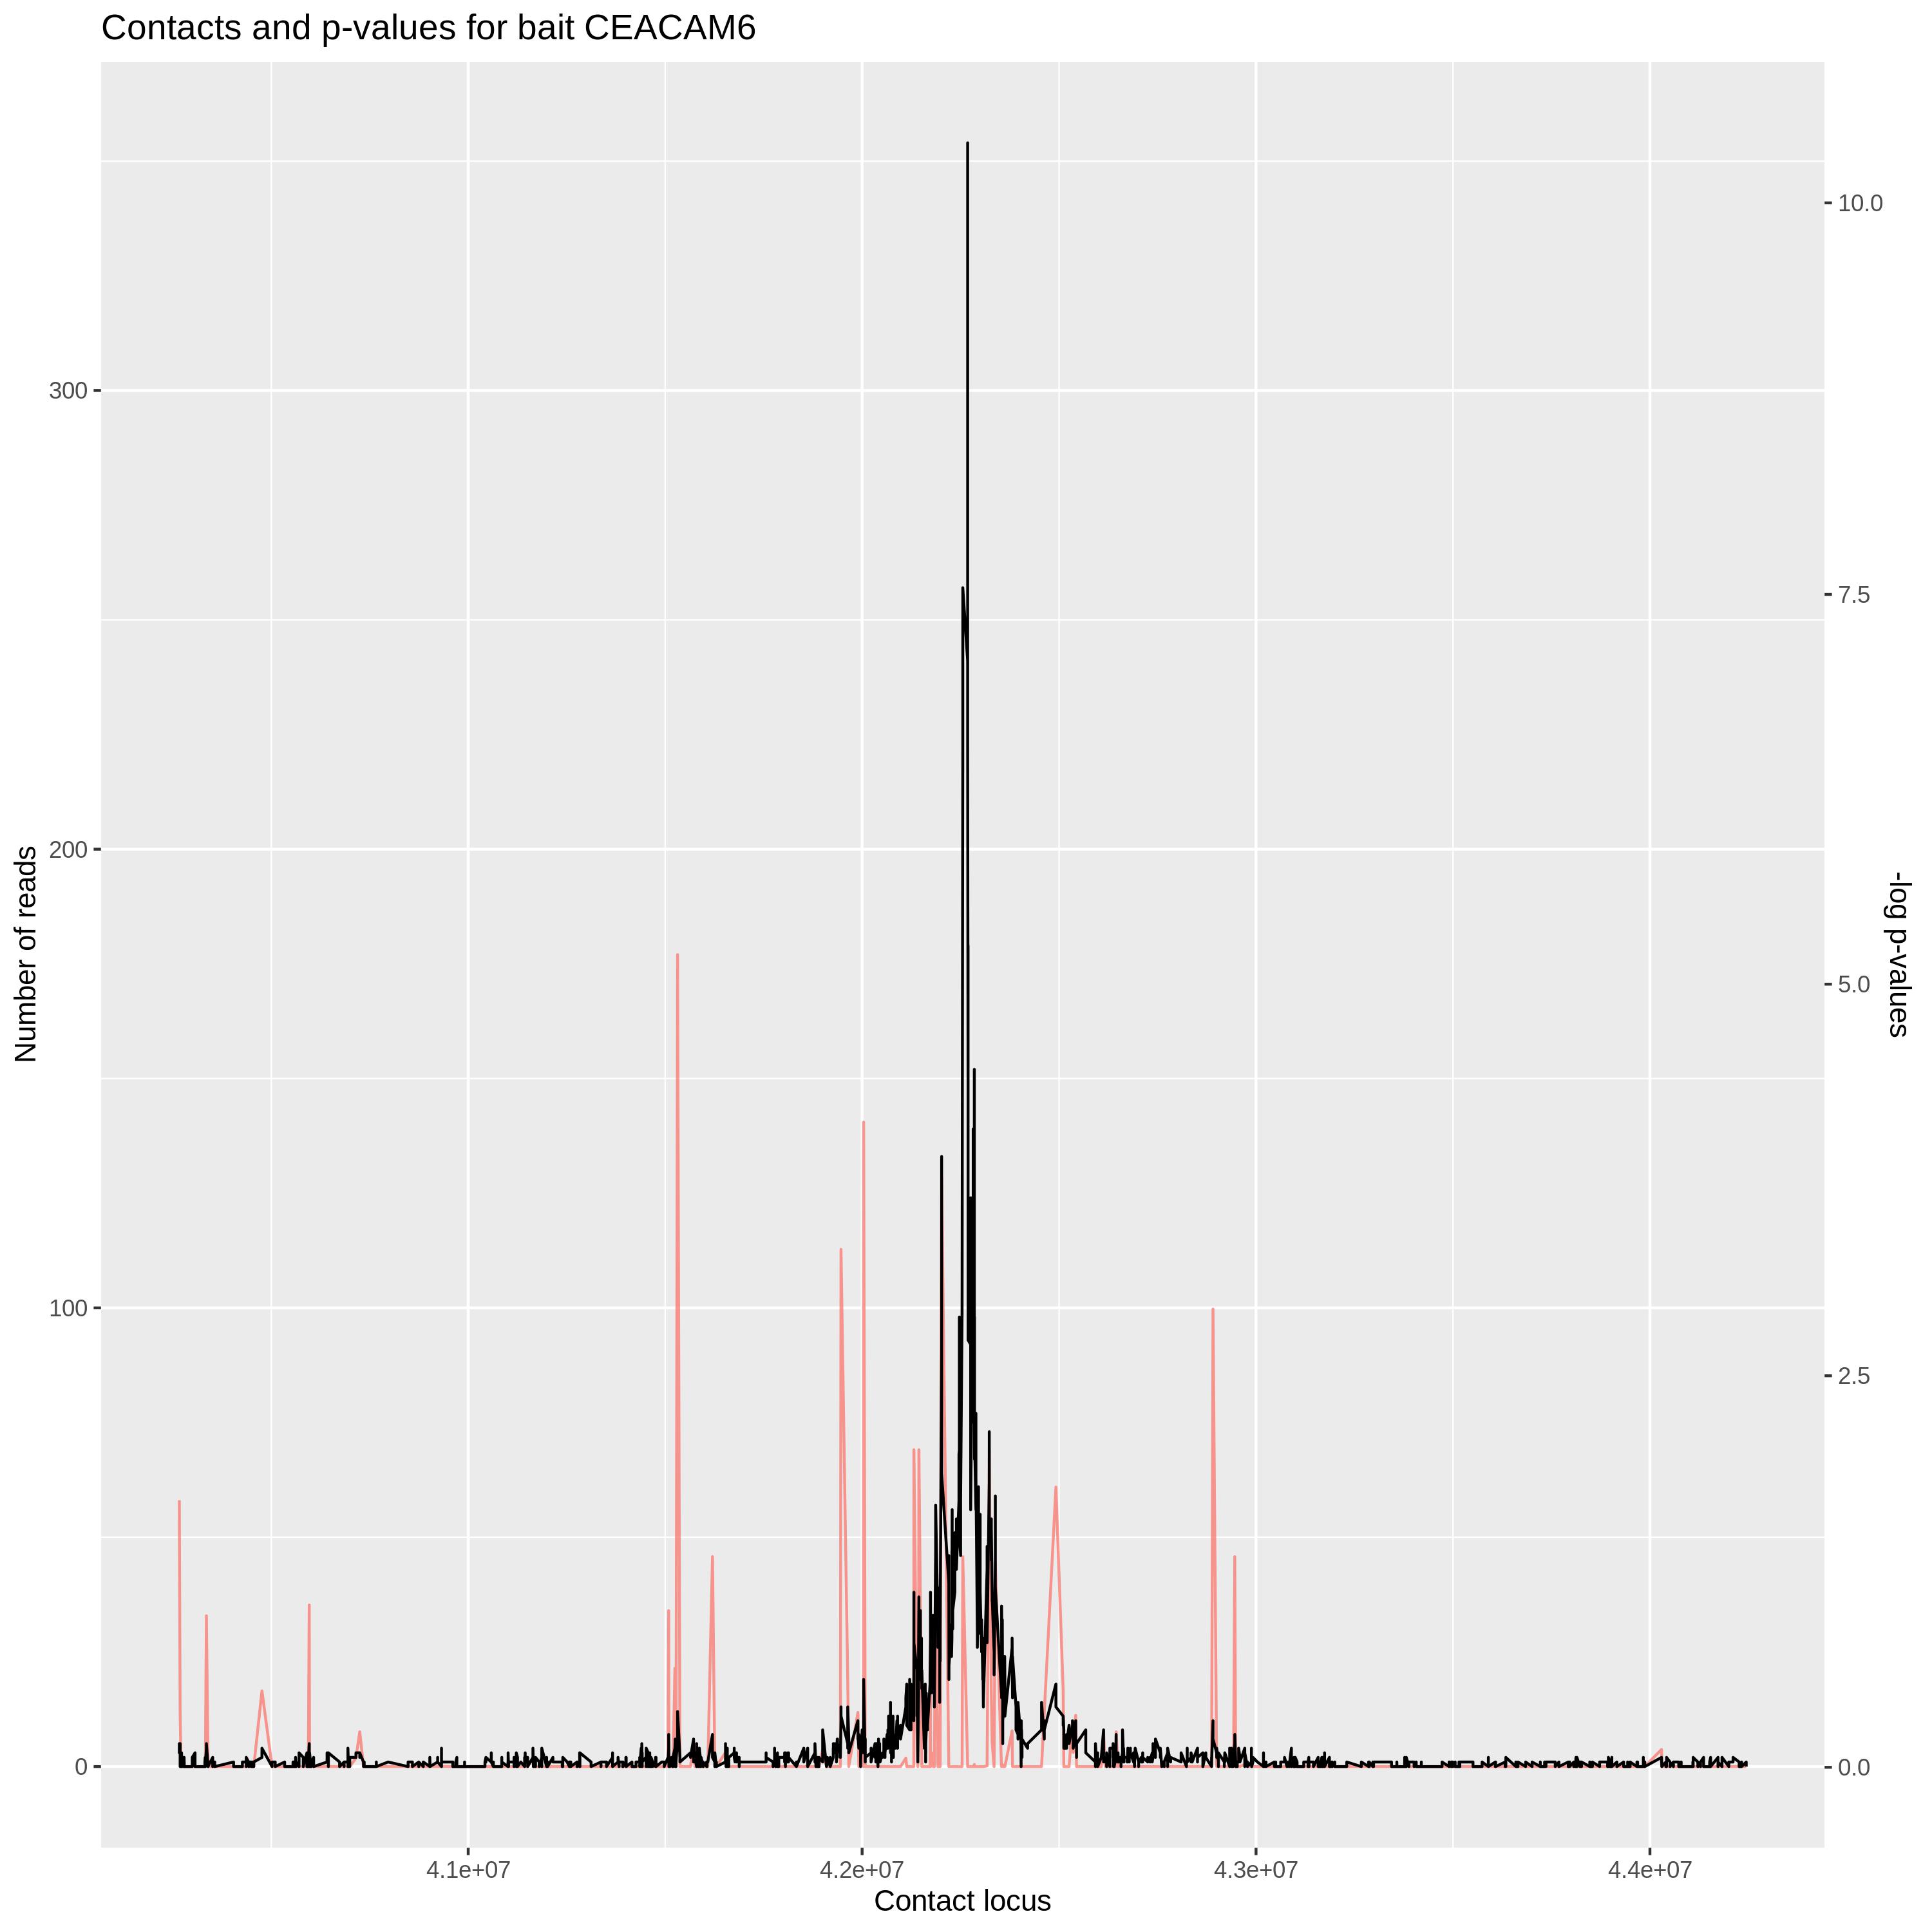 Contacts and p-values for bait CEACAM6
300
200
100
0
Number of reads
10.0
7.5
5.0
2.5
0.0
-log p-values
4.1e+07
4.2e+07
4.3e+07
4.4e+07
Contact locus